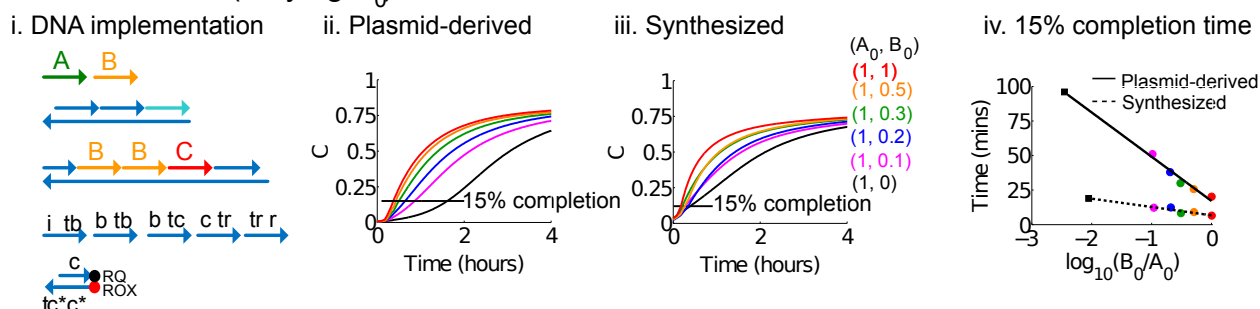 i. DNA implementation
A B
B B C
i tb b tb b tc c tr tr r
c
RQ
ROX
tc*c*
ii. Plasmid-derived
1
0.75
C
0.5
0.25
15% completion
0 2 4
0
Time (hours)
iii. Synthesized
1
0.75
C
0.5
0.25
15% completion
0
0 2 4
Time (hours)
(A0, B0)
(1, 1)
(1, 0.5)
(1, 0.3)
(1, 0.2)
(1, 0.1)
(1, 0)
iv. 15% completion time
Plasmid-derived
Synthesized
100
75
50
25
0
Time (mins)
−3 −2 −1 0
log10(B0/A0)